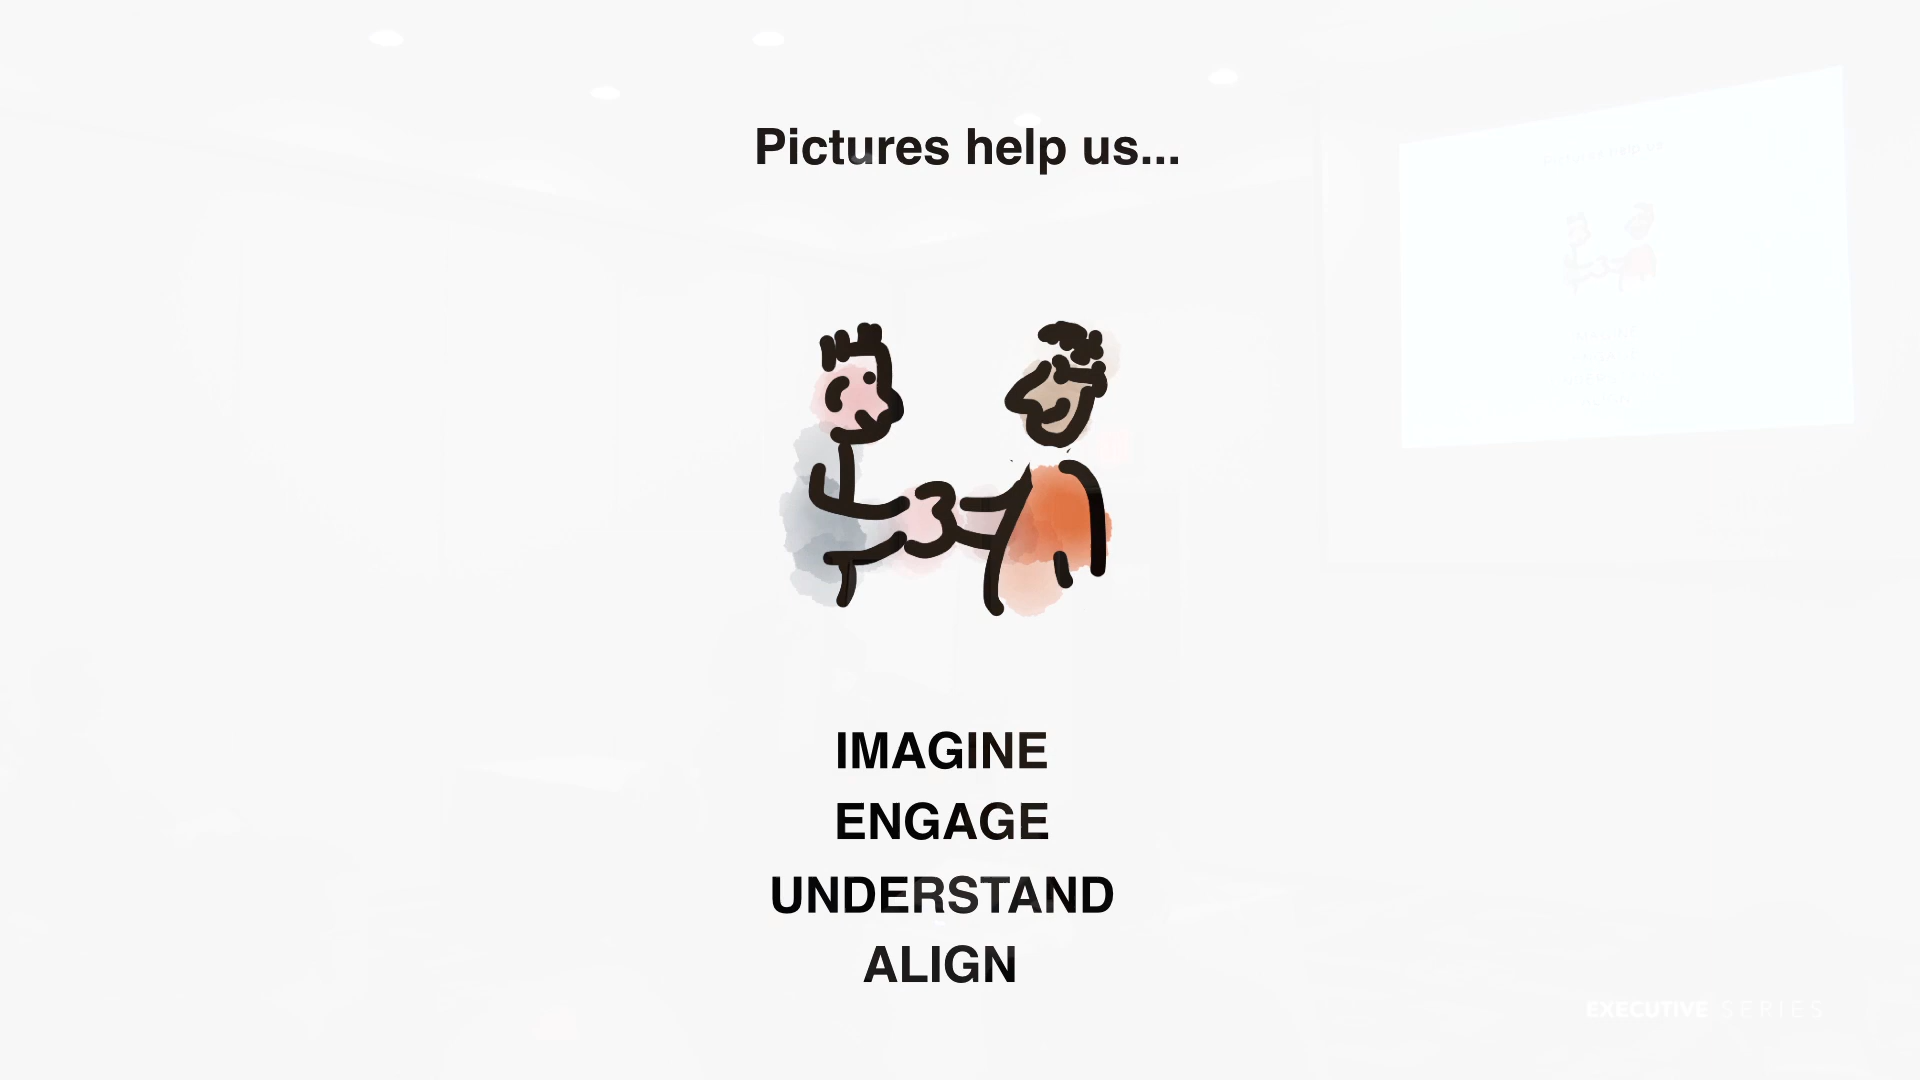 Pictures help us...
IMAGINE
ENGAGE
UNDERSTAND
ALIGN
EXECUTIVE SERIES